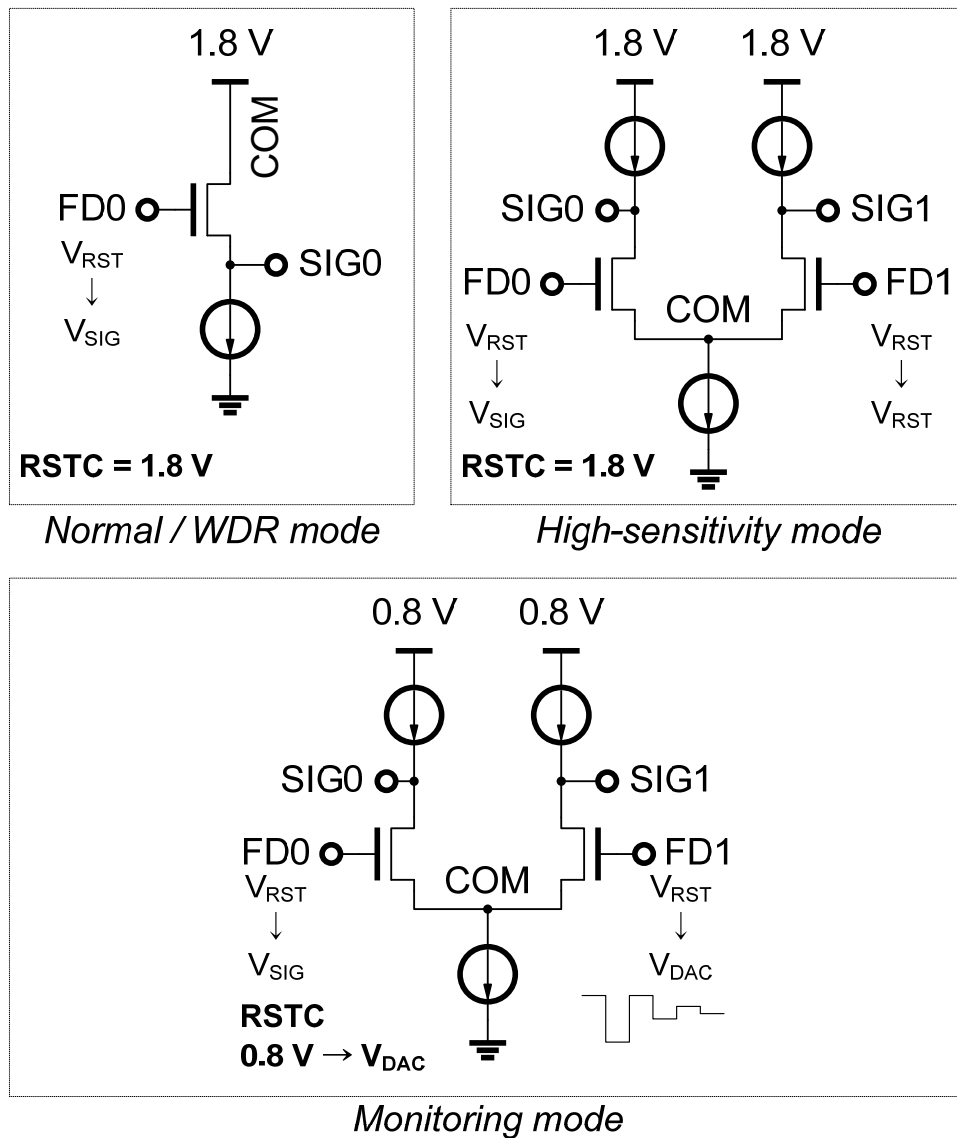 1.8 V
COM
FD0
V_RST
↓
V_SIG
SIG0
RSTC = 1.8 V
Normal / WDR mode
1.8 V 1.8 V
SIG0 SIG1
FD0 COM FD1
V_RST V_RST
↓ ↓
V_SIG V_RST
RSTC = 1.8 V
High-sensitivity mode
0.8 V 0.8 V
SIG0 SIG1
FD0 COM FD1
V_RST V_RST
↓ ↓
V_SIG V_DAC
RSTC
0.8 V → V_DAC
Monitoring mode